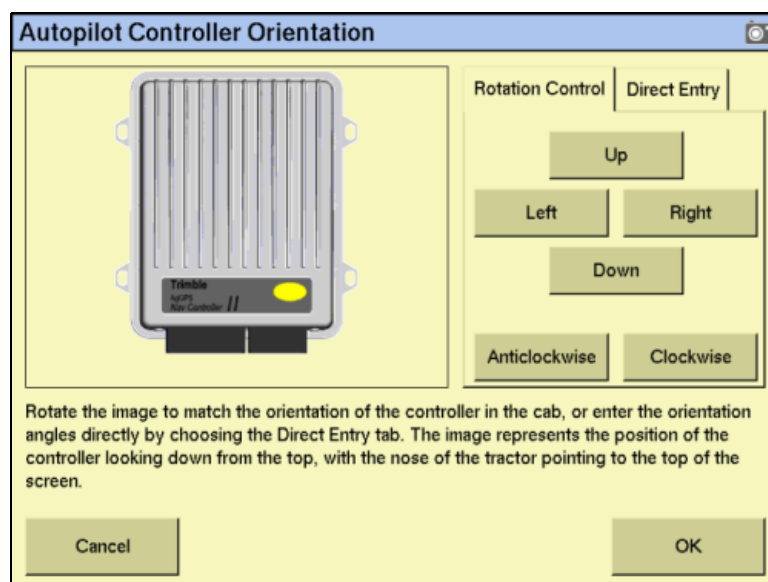 Autopilot Controller Orientation
Rotation Control
Direct Entry
Up
Left
Right
Down
Anticlockwise
Clockwise
Trimble
AgGPS
Nav Controller II
Rotate the image to match the orientation of the controller in the cab, or enter the orientation
angles directly by choosing the Direct Entry tab. The image represents the position of the
controller looking down from the top, with the nose of the tractor pointing to the top of the
screen.
Cancel
OK